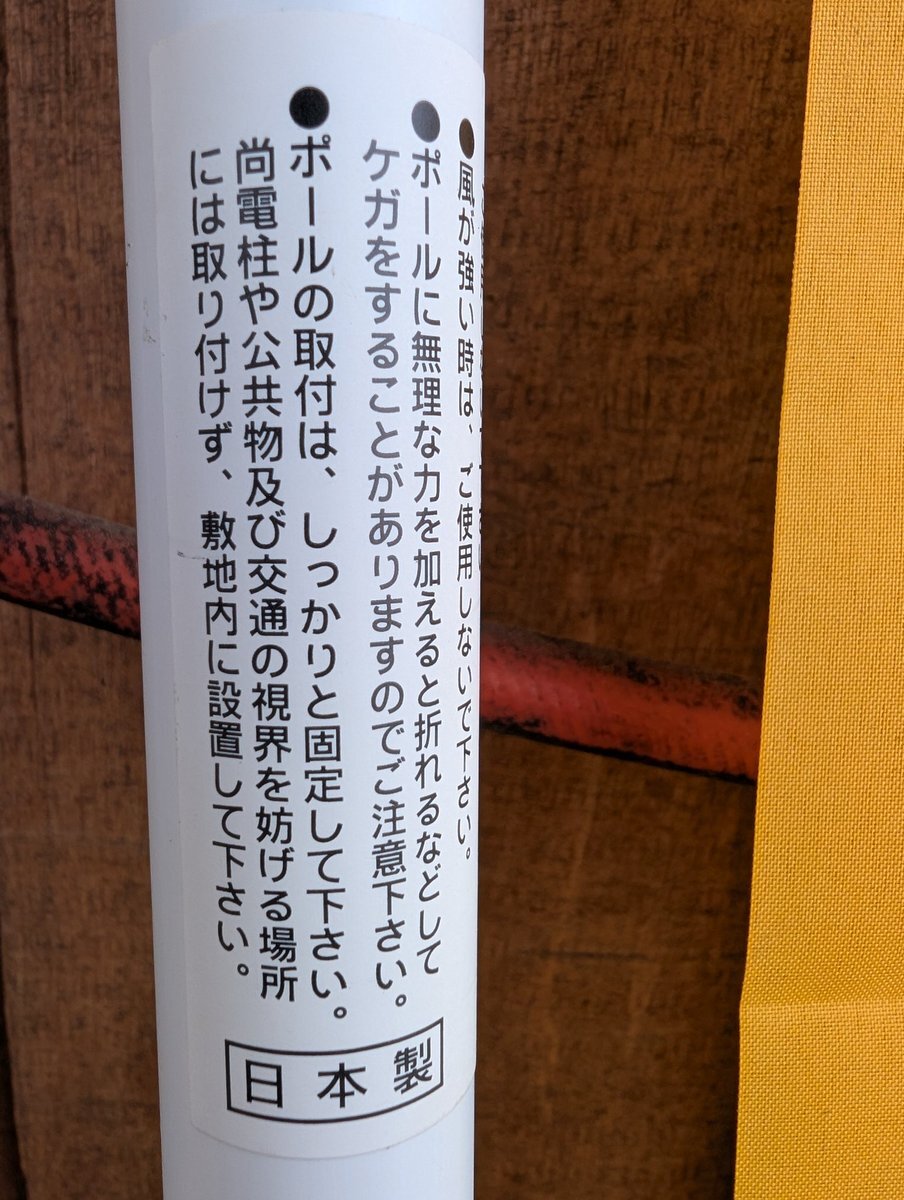 ●風が強い時は、ご使用しないで下さい。
●ポールに無理な力を加えると折れるなどして
ケガをすることがありますのでご注意下さい。
●ポールの取付は、しっかりと固定して下さい。
尚電柱や公共物及び交通の視界を妨げる場所
には取り付けず、敷地内に設置して下さい。
日本製